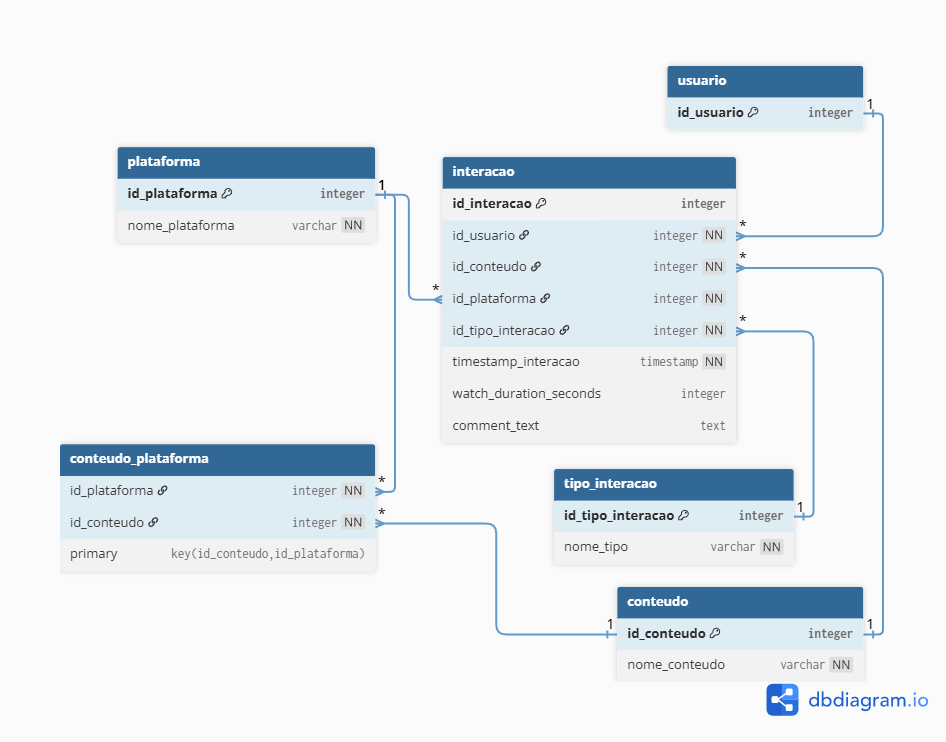 usuario
id_usuario integer
1
plataforma
id_plataforma integer
1
nome_plataforma varchar NN
interacao
id_interacao integer
id_usuario integer NN
*
id_conteudo integer NN
*
*
id_plataforma integer NN
id_tipo_interacao integer NN
*
timestamp_interacao timestamp NN
watch_duration_seconds integer
comment_text text
conteudo_plataforma
id_plataforma integer NN
*
id_conteudo integer NN
*
primary key(id_conteudo,id_plataforma)
tipo_interacao
id_tipo_interacao integer
1
nome_tipo varchar NN
conteudo
1
id_conteudo integer
1
nome_conteudo varchar NN
dbdiagram.io